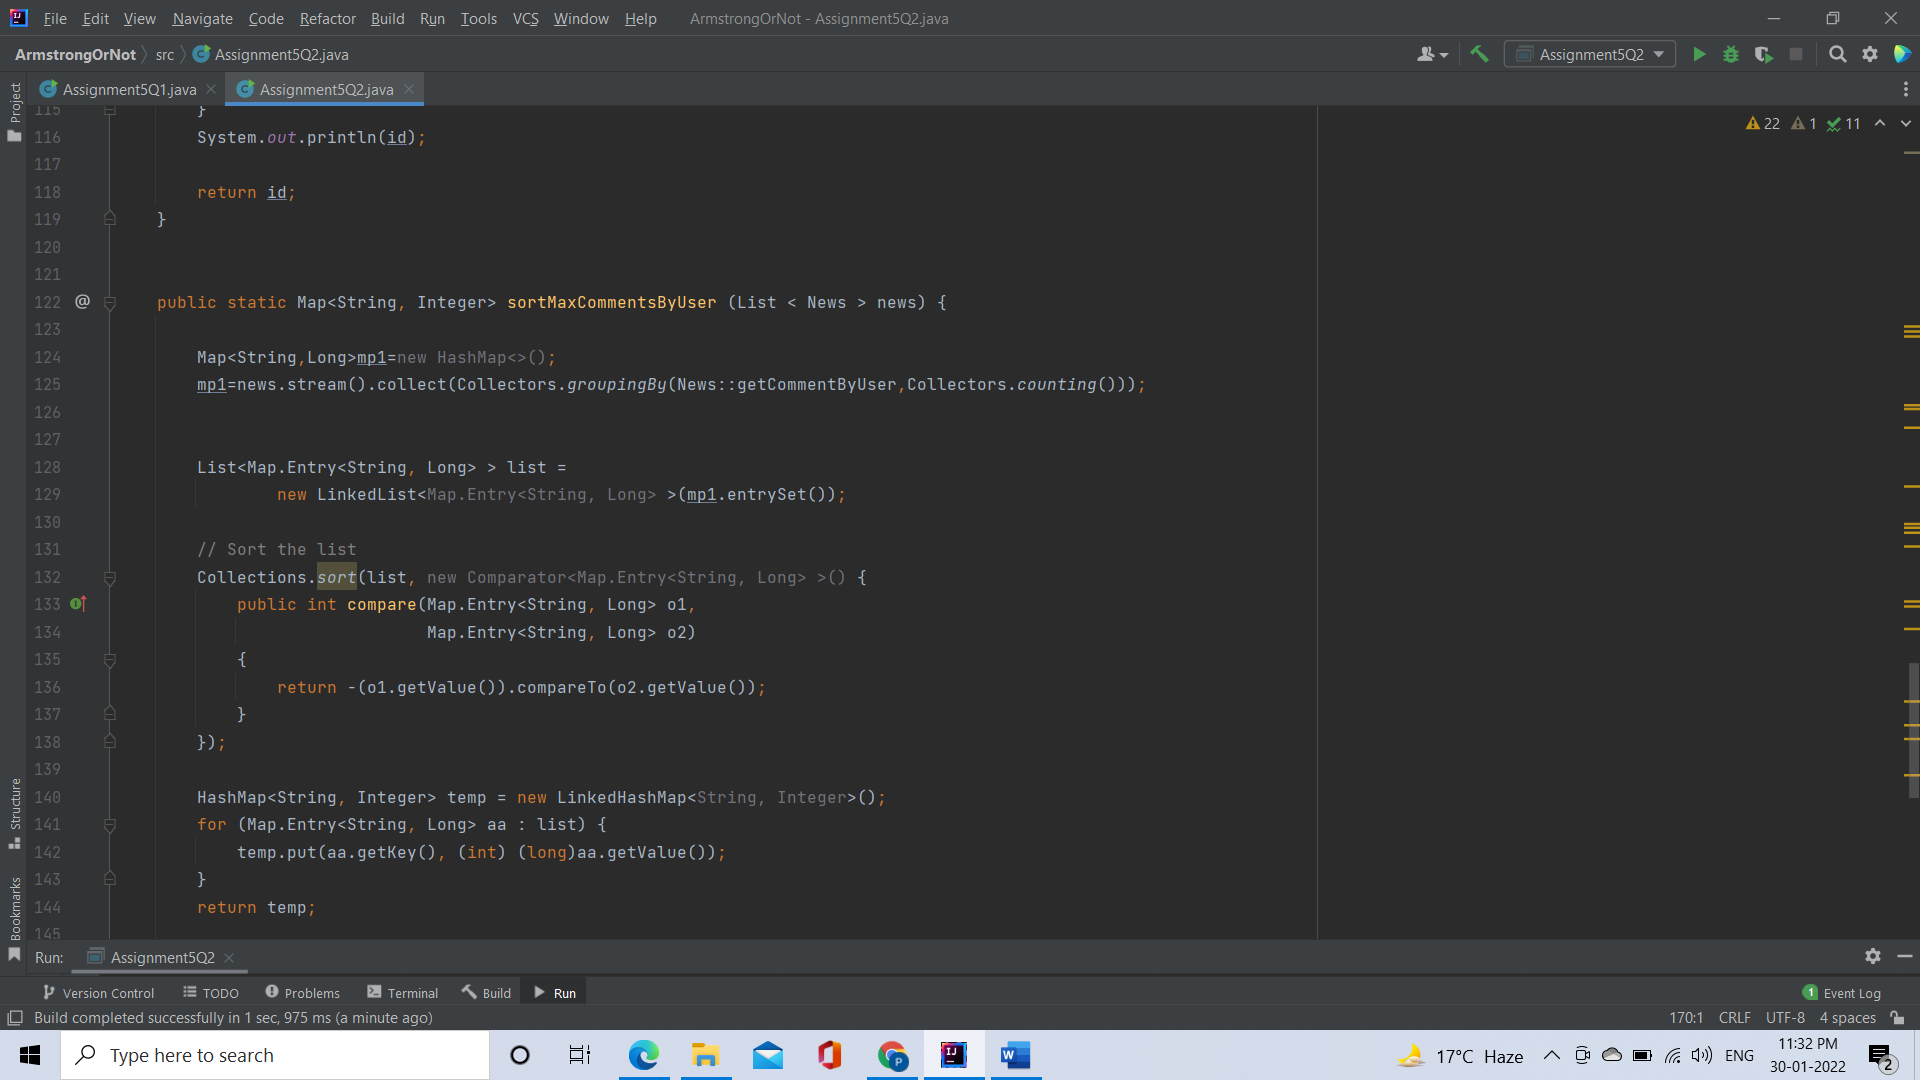 File Edit View Navigate Code Refactor Build Run Tools VCS Window Help ArmstrongOrNot - Assignment5Q2.java
ArmstrongOrNot src Assignment5Q2.java Assignment5Q2
Assignment5Q1.java Assignment5Q2.java
Project
115 }
116 System.out.println(id); 22 1 11
117
118 return id;
119 }
120
121
122 @ public static Map<String, Integer> sortMaxCommentsByUser (List < News > news) {
123
124 Map<String,Long>mp1=new HashMap<>();
125 mp1=news.stream().collect(Collectors.groupingBy(News::getCommentByUser,Collectors.counting()));
126
127
128 List<Map.Entry<String, Long> > list =
129 new LinkedList<Map.Entry<String, Long> >(mp1.entrySet());
130
131 // Sort the list
132 Collections.sort(list, new Comparator<Map.Entry<String, Long> >() {
133 public int compare(Map.Entry<String, Long> o1,
134 Map.Entry<String, Long> o2)
135 {
136 return -(o1.getValue()).compareTo(o2.getValue());
137 }
138 });
139
140 HashMap<String, Integer> temp = new LinkedHashMap<String, Integer>();
141 for (Map.Entry<String, Long> aa : list) {
142 temp.put(aa.getKey(), (int) (long)aa.getValue());
143 }
144 return temp;
145
Structure
Bookmarks
Run: Assignment5Q2
Version Control TODO Problems Terminal Build Run 1 Event Log
Build completed successfully in 1 sec, 975 ms (a minute ago) 170:1 CRLF UTF-8 4 spaces
Type here to search 17°C Haze ENG 11:32 PM
30-01-2022 2